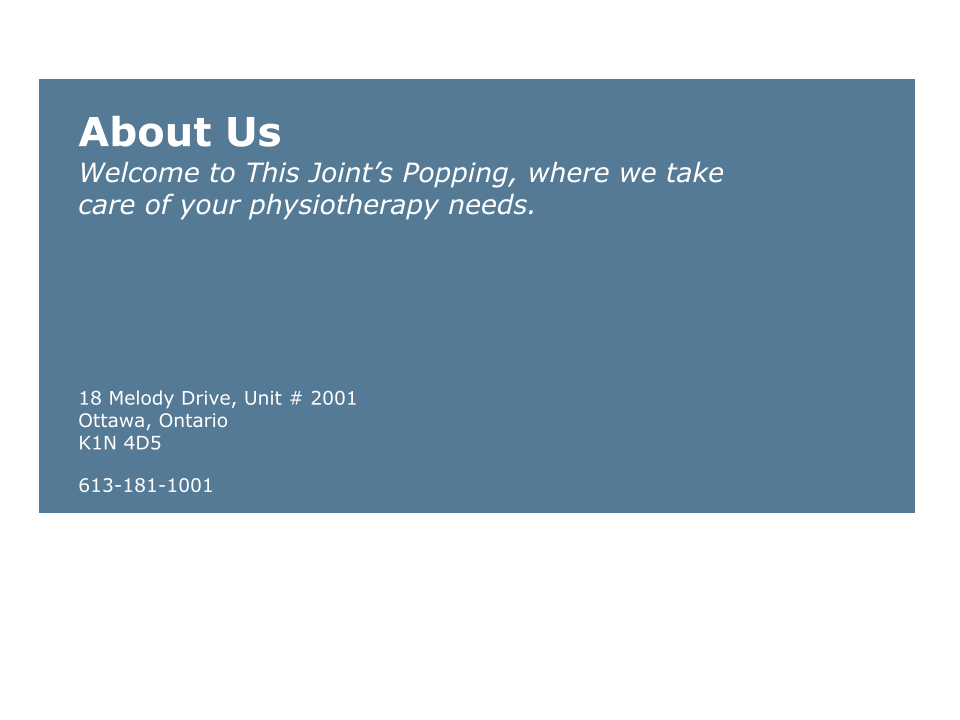 About Us
Welcome to This Joint’s Popping, where we take
care of your physiotherapy needs.
18 Melody Drive, Unit # 2001
Ottawa, Ontario
K1N 4D5
613-181-1001